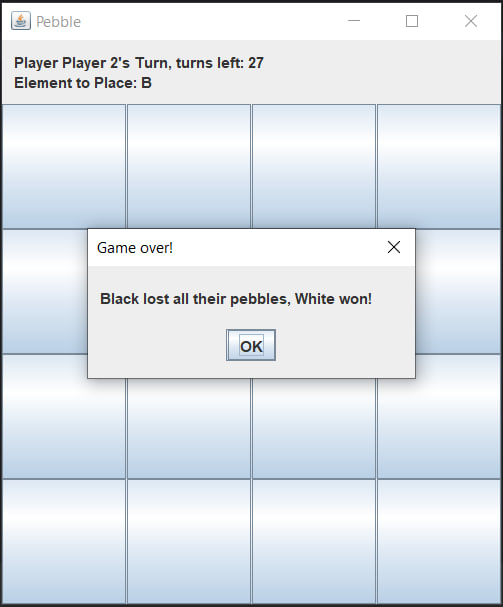 Pebble
Player Player 2's Turn, turns left: 27
Element to Place: B
Game over!
Black lost all their pebbles, White won!
OK